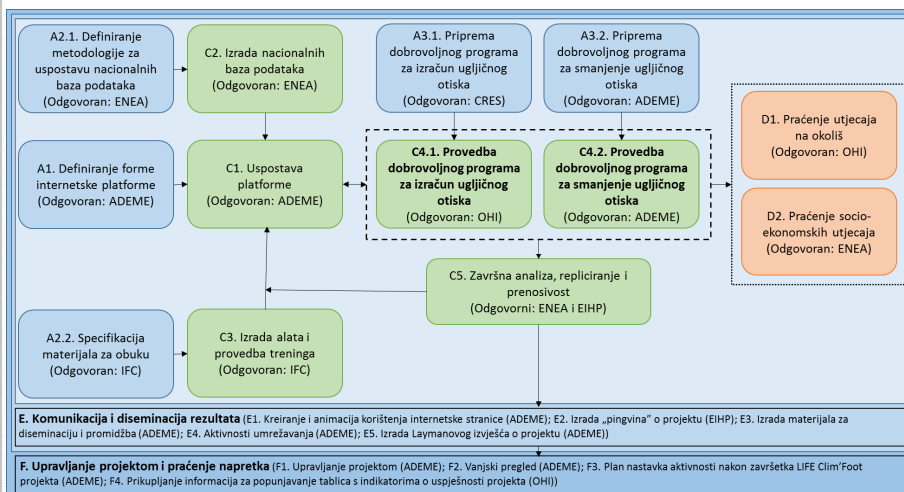 A2.1. Definiranje
metodologije za
uspostavu nacionalnih
baza podataka
(Odgovoran: ENEA)
C2. Izrada nacionalnih
baza podataka
(Odgovoran: ENEA)
A3.1. Priprema
dobrovoljnog programa
za izračun ugljičnog
otiska
(Odgovoran: CRES)
A3.2. Priprema
dobrovoljnog programa
za smanjenje ugljičnog
otiska
(Odgovoran: ADEME)
A1. Definiranje forme
internetske platforme
(Odgovoran: ADEME)
C1. Uspostava
platforme
(Odgovoran: ADEME)
C4.1. Provedba
dobrovoljnog programa
za izračun ugljičnog
otiska
(Odgovoran: OHI)
C4.2. Provedba
dobrovoljnog programa
za smanjenje ugljičnog
otiska
(Odgovoran: ADEME)
D1. Praćenje utjecaja
na okoliš
(Odgovoran: OHI)
D2. Praćenje socio-
ekonomskih utjecaja
(Odgovoran: ENEA)
C5. Završna analiza, repliciranje i
prenosivost
(Odgovorni: ENEA i EIHP)
A2.2. Specifikacija
materijala za obuku
(Odgovoran: IFC)
C3. Izrada alata i
provedba treninga
(Odgovoran: IFC)
E. Komunikacija i diseminacija rezultata (E1. Kreiranje i animacija korištenja internetske stranice (ADEME); E2. Izrada „pingvina” o projektu (EIHP); E3. Izrada materijala za
diseminaciju i promidžba (ADEME); E4. Aktivnosti umrežavanja (ADEME); E5. Izrada Laymanovog izvješća o projektu (ADEME))
F. Upravljanje projektom i praćenje napretka (F1. Upravljanje projektom (ADEME); F2. Vanjski pregled (ADEME); F3. Plan nastavka aktivnosti nakon završetka LIFE Clim’Foot
projekta (ADEME); F4. Prikupljanje informacija za popunjavanje tablica s indikatorima o uspješnosti projekta (OHI))